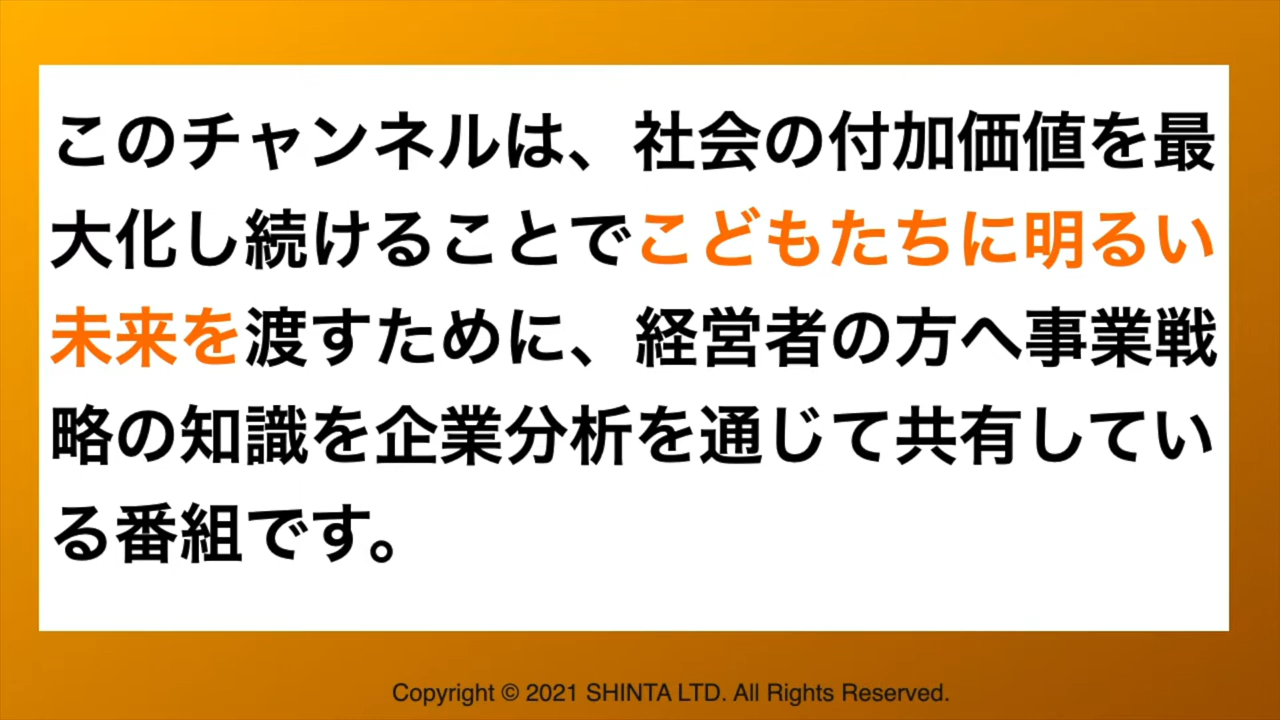 このチャンネルは、社会の付加価値を最
大化し続けることでこどもたちに明るい
未来を渡すために、経営者の方へ事業戦
略の知識を企業分析を通じて共有してい
る番組です。
Copyright © 2021 SHINTA LTD. All Rights Reserved.